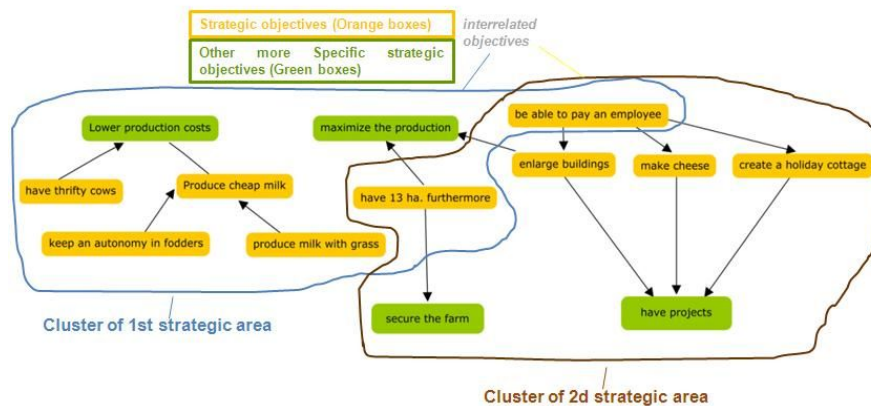 Strategic objectives (Orange boxes)
Other more Specific strategic
objectives (Green boxes)
interrelated
objectives
be able to pay an employee
Lower production costs
maximize the production
enlarge buildings
make cheese
create a holiday cottage
have thrifty cows
Produce cheap milk
have 13 ha. furthermore
keep an autonomy in fodders
produce milk with grass
secure the farm
have projects
Cluster of 1st strategic area
Cluster of 2d strategic area